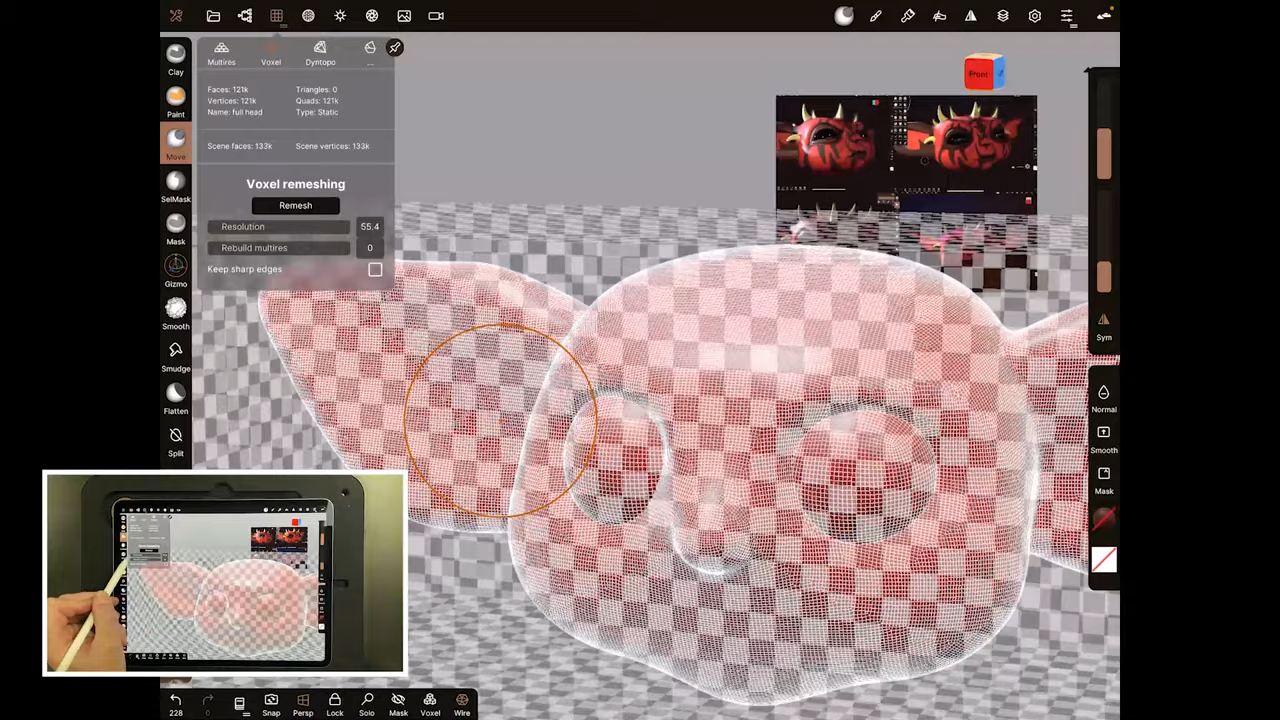 Clay
Paint
Move
SelMask
Mask
Gizmo
Smooth
Smudge
Flatten
Split
Multires Voxel Dyntopo ...
Faces: 121k Triangles: 0
Vertices: 121k Quads: 121k
Name: full head Type: Static
Scene faces: 133k Scene vertices: 133k
Voxel remeshing
Remesh
Resolution 55.4
Rebuild multires 0
Keep sharp edges
Front
Sym
Normal
Smooth
Mask
228 0 Snap Persp Lock Solo Mask Voxel Wire